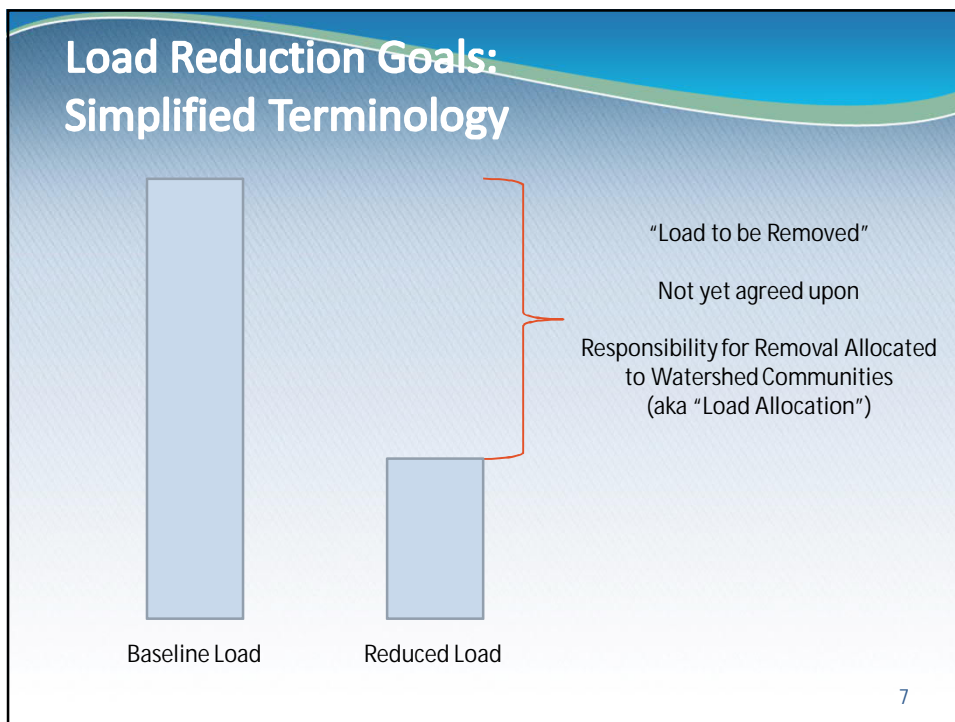 Load Reduction Goals:
Simplified Terminology
“Load to be Removed”
Not yet agreed upon
Responsibility for Removal Allocated
to Watershed Communities
(aka “Load Allocation”)
Baseline Load
Reduced Load
7